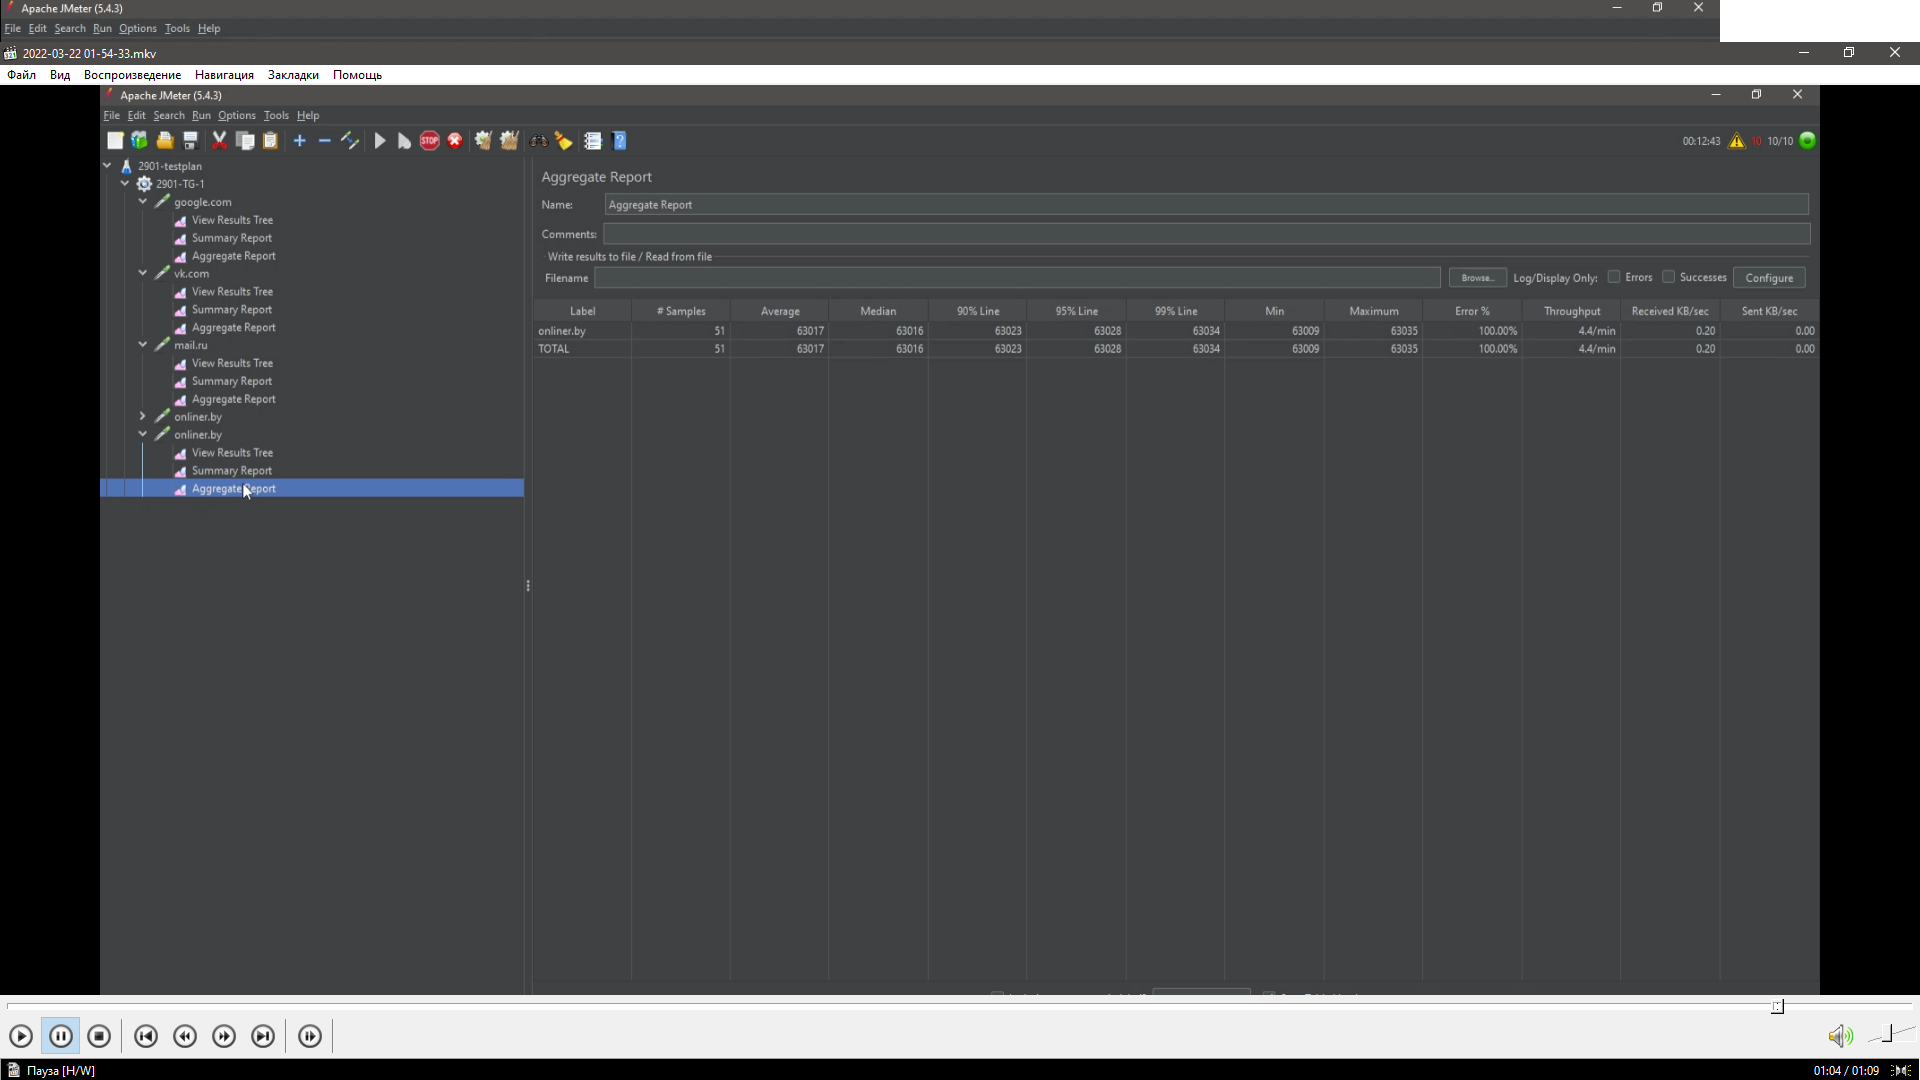 Apache JMeter (5.4.3)
File Edit Search Run Options Tools Help
2022-03-22 01-54-33.mkv
Файл Вид Воспроизведение Навигация Закладки Помощь
Apache JMeter (5.4.3)
File Edit Search Run Options Tools Help
STOP 00:12:43 10 10/10
2901-testplan
2901-TG-1
google.com
View Results Tree
Summary Report
Aggregate Report
vk.com
View Results Tree
Summary Report
Aggregate Report
mail.ru
View Results Tree
Summary Report
Aggregate Report
onliner.by
onliner.by
View Results Tree
Summary Report
Aggregate Report
Aggregate Report
Name: Aggregate Report
Comments:
Write results to file / Read from file
Filename Browse... Log/Display Only: Errors Successes Configure
Label # Samples Average Median 90% Line 95% Line 99% Line Min Maximum Error % Throughput Received KB/sec Sent KB/sec
onliner.by 51 63017 63016 63023 63028 63034 63009 63035 100.00% 4.4/min 0.20 0.00
TOTAL 51 63017 63016 63023 63028 63034 63009 63035 100.00% 4.4/min 0.20 0.00
Пауза [H/W] 01:04 / 01:09